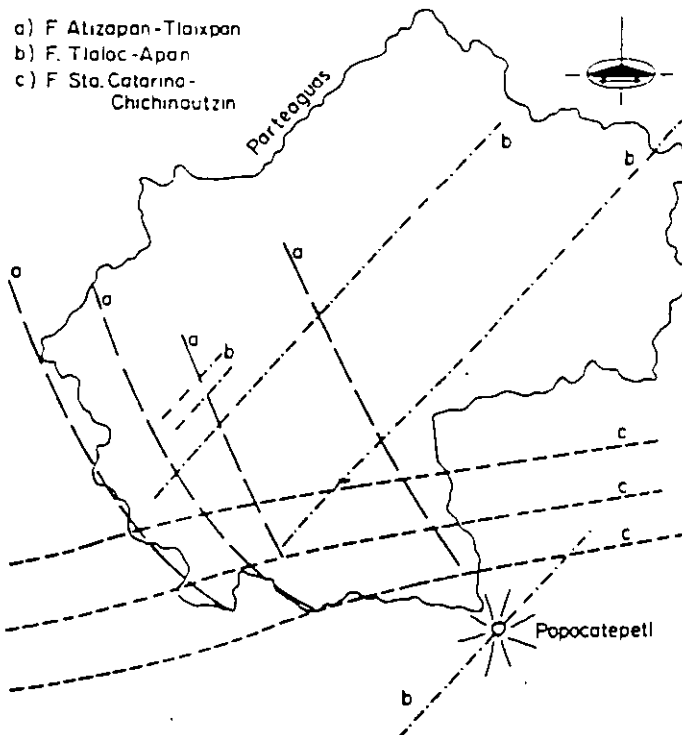 a) F Atizapan-Tlaixpan
b) F. Tlaloc-Apan
c) F Sta. Catarina-
Chichinautzin
Parteaguas
b
b
a
a
a
a
b
c
c
c
Popocatepetl
b